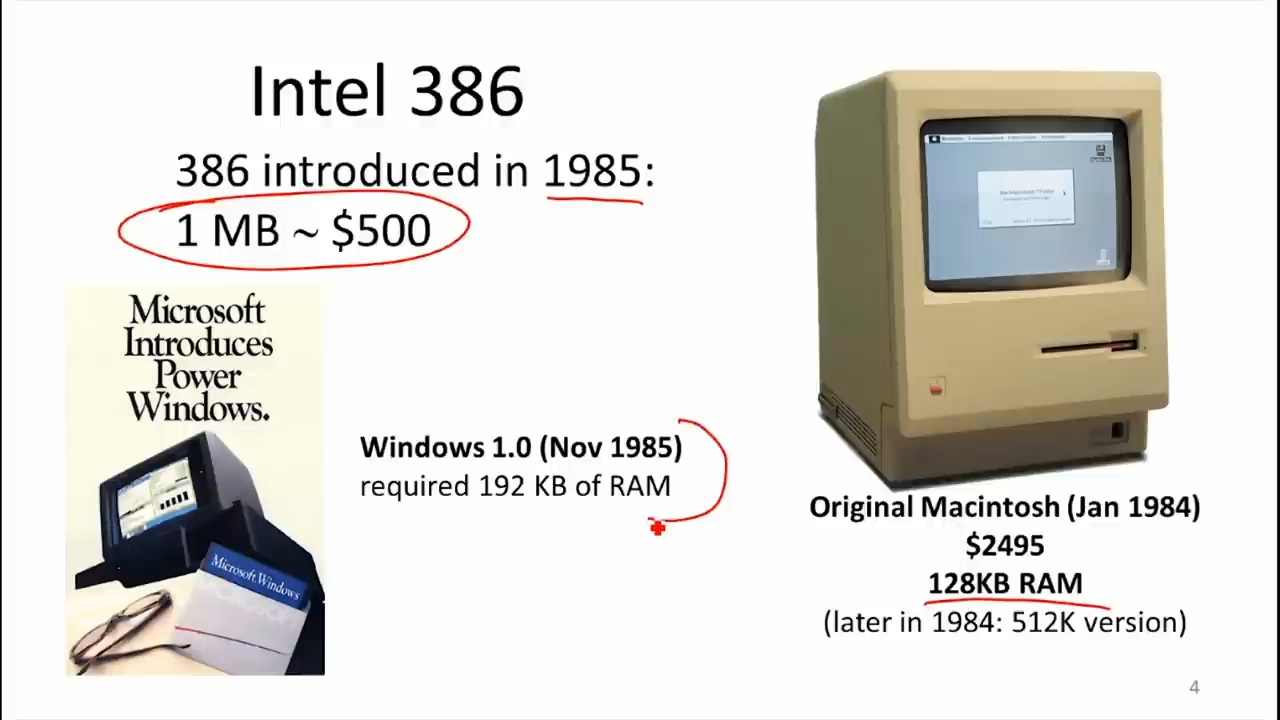 Intel 386
386 introduced in 1985:
1 MB ~ $500
Microsoft
Introduces
Power
Windows.
Microsoft Windows
Windows 1.0 (Nov 1985)
required 192 KB of RAM
Original Macintosh (Jan 1984)
$2495
128KB RAM
(later in 1984: 512K version)
4